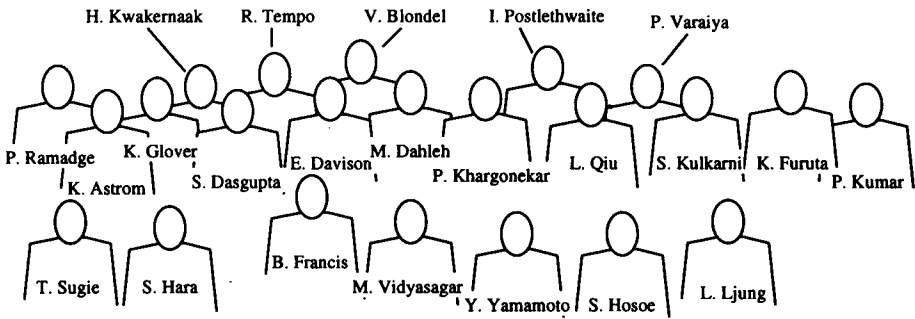 H. Kwakernaak R. Tempo V. Blondel I. Postlethwaite P. Varaiya
P. Ramadge K. Glover E. Davison M. Dahleh L. Qiu S. Kulkarni K. Furuta
K. Astrom S. Dasgupta P. Khargonekar P. Kumar
B. Francis
T. Sugie S. Hara M. Vidyasagar L. Ljung
Y. Yamamoto S. Hosoe